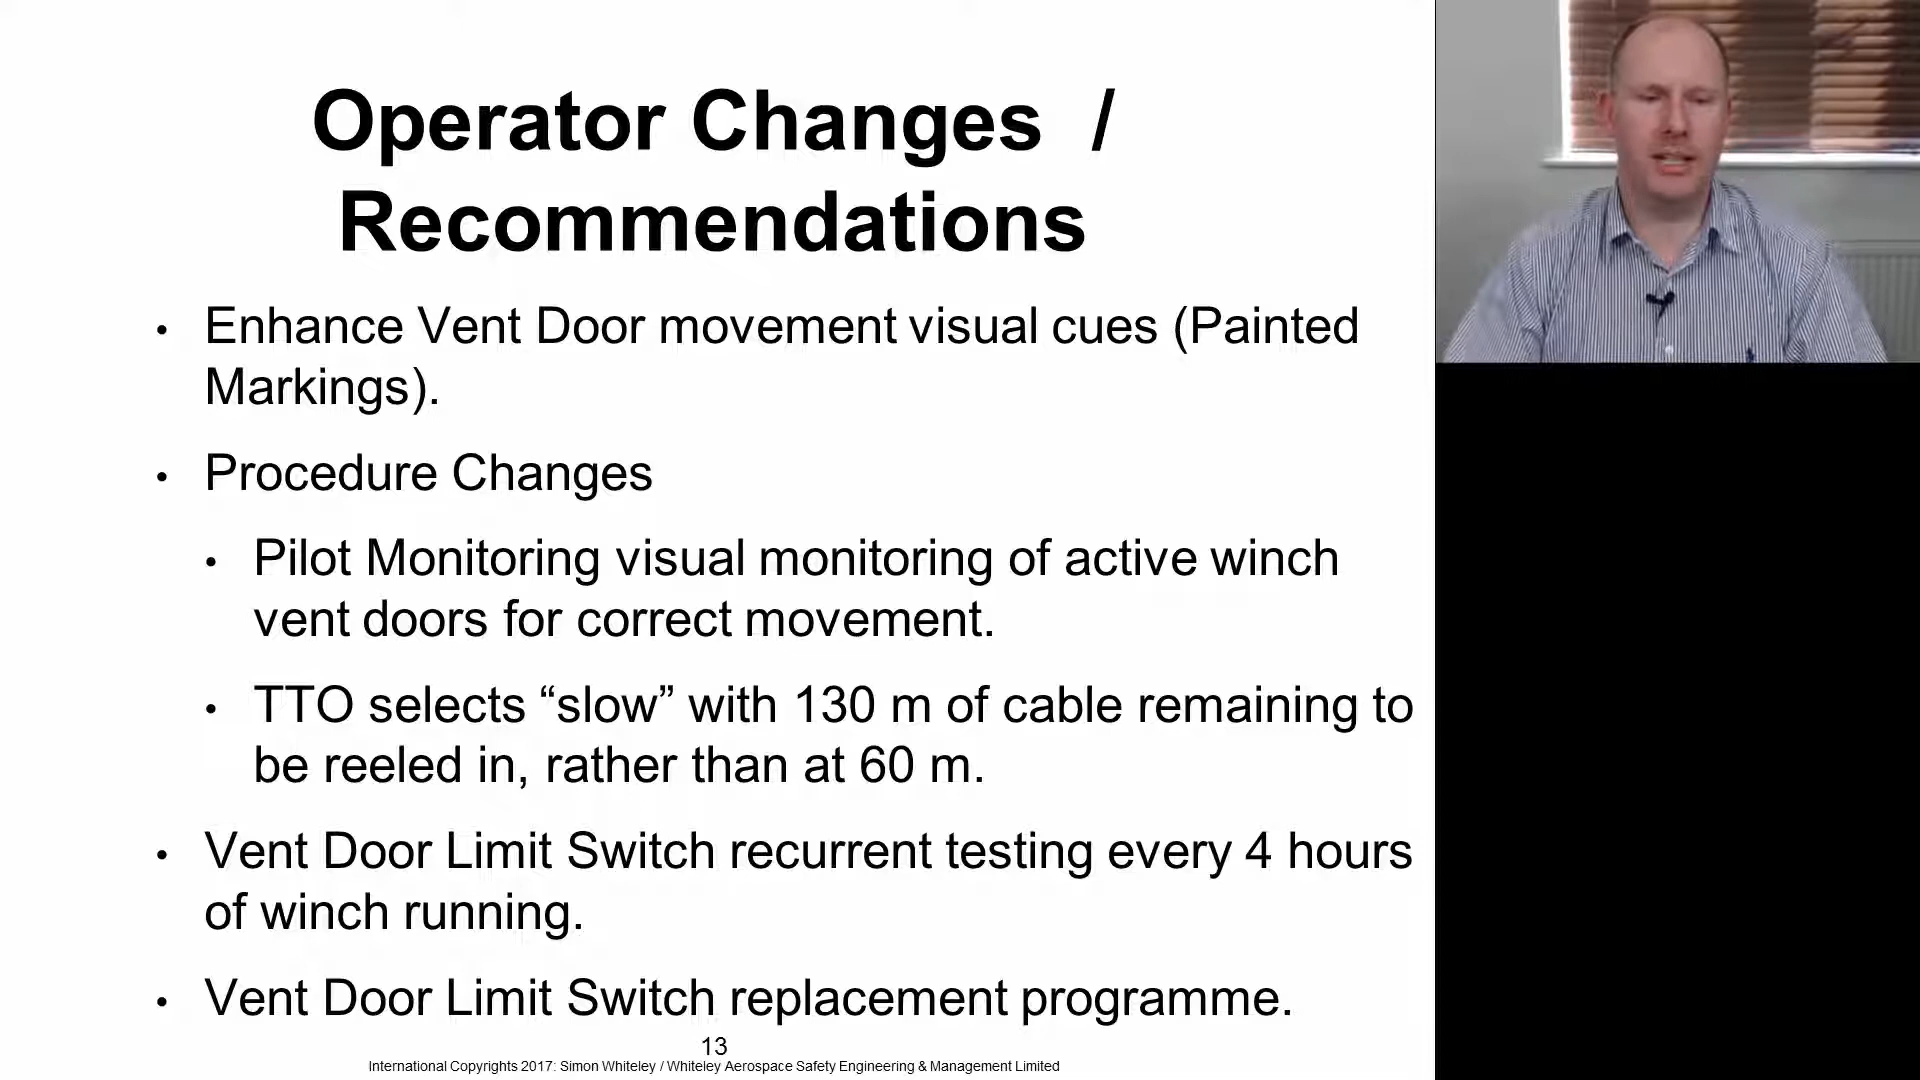 Operator Changes /
Recommendations
• Enhance Vent Door movement visual cues (Painted
Markings).
• Procedure Changes
• Pilot Monitoring visual monitoring of active winch
vent doors for correct movement.
• TTO selects “slow” with 130 m of cable remaining to
be reeled in, rather than at 60 m.
• Vent Door Limit Switch recurrent testing every 4 hours
of winch running.
• Vent Door Limit Switch replacement programme.
13
International Copyrights 2017: Simon Whiteley / Whiteley Aerospace Safety Engineering & Management Limited